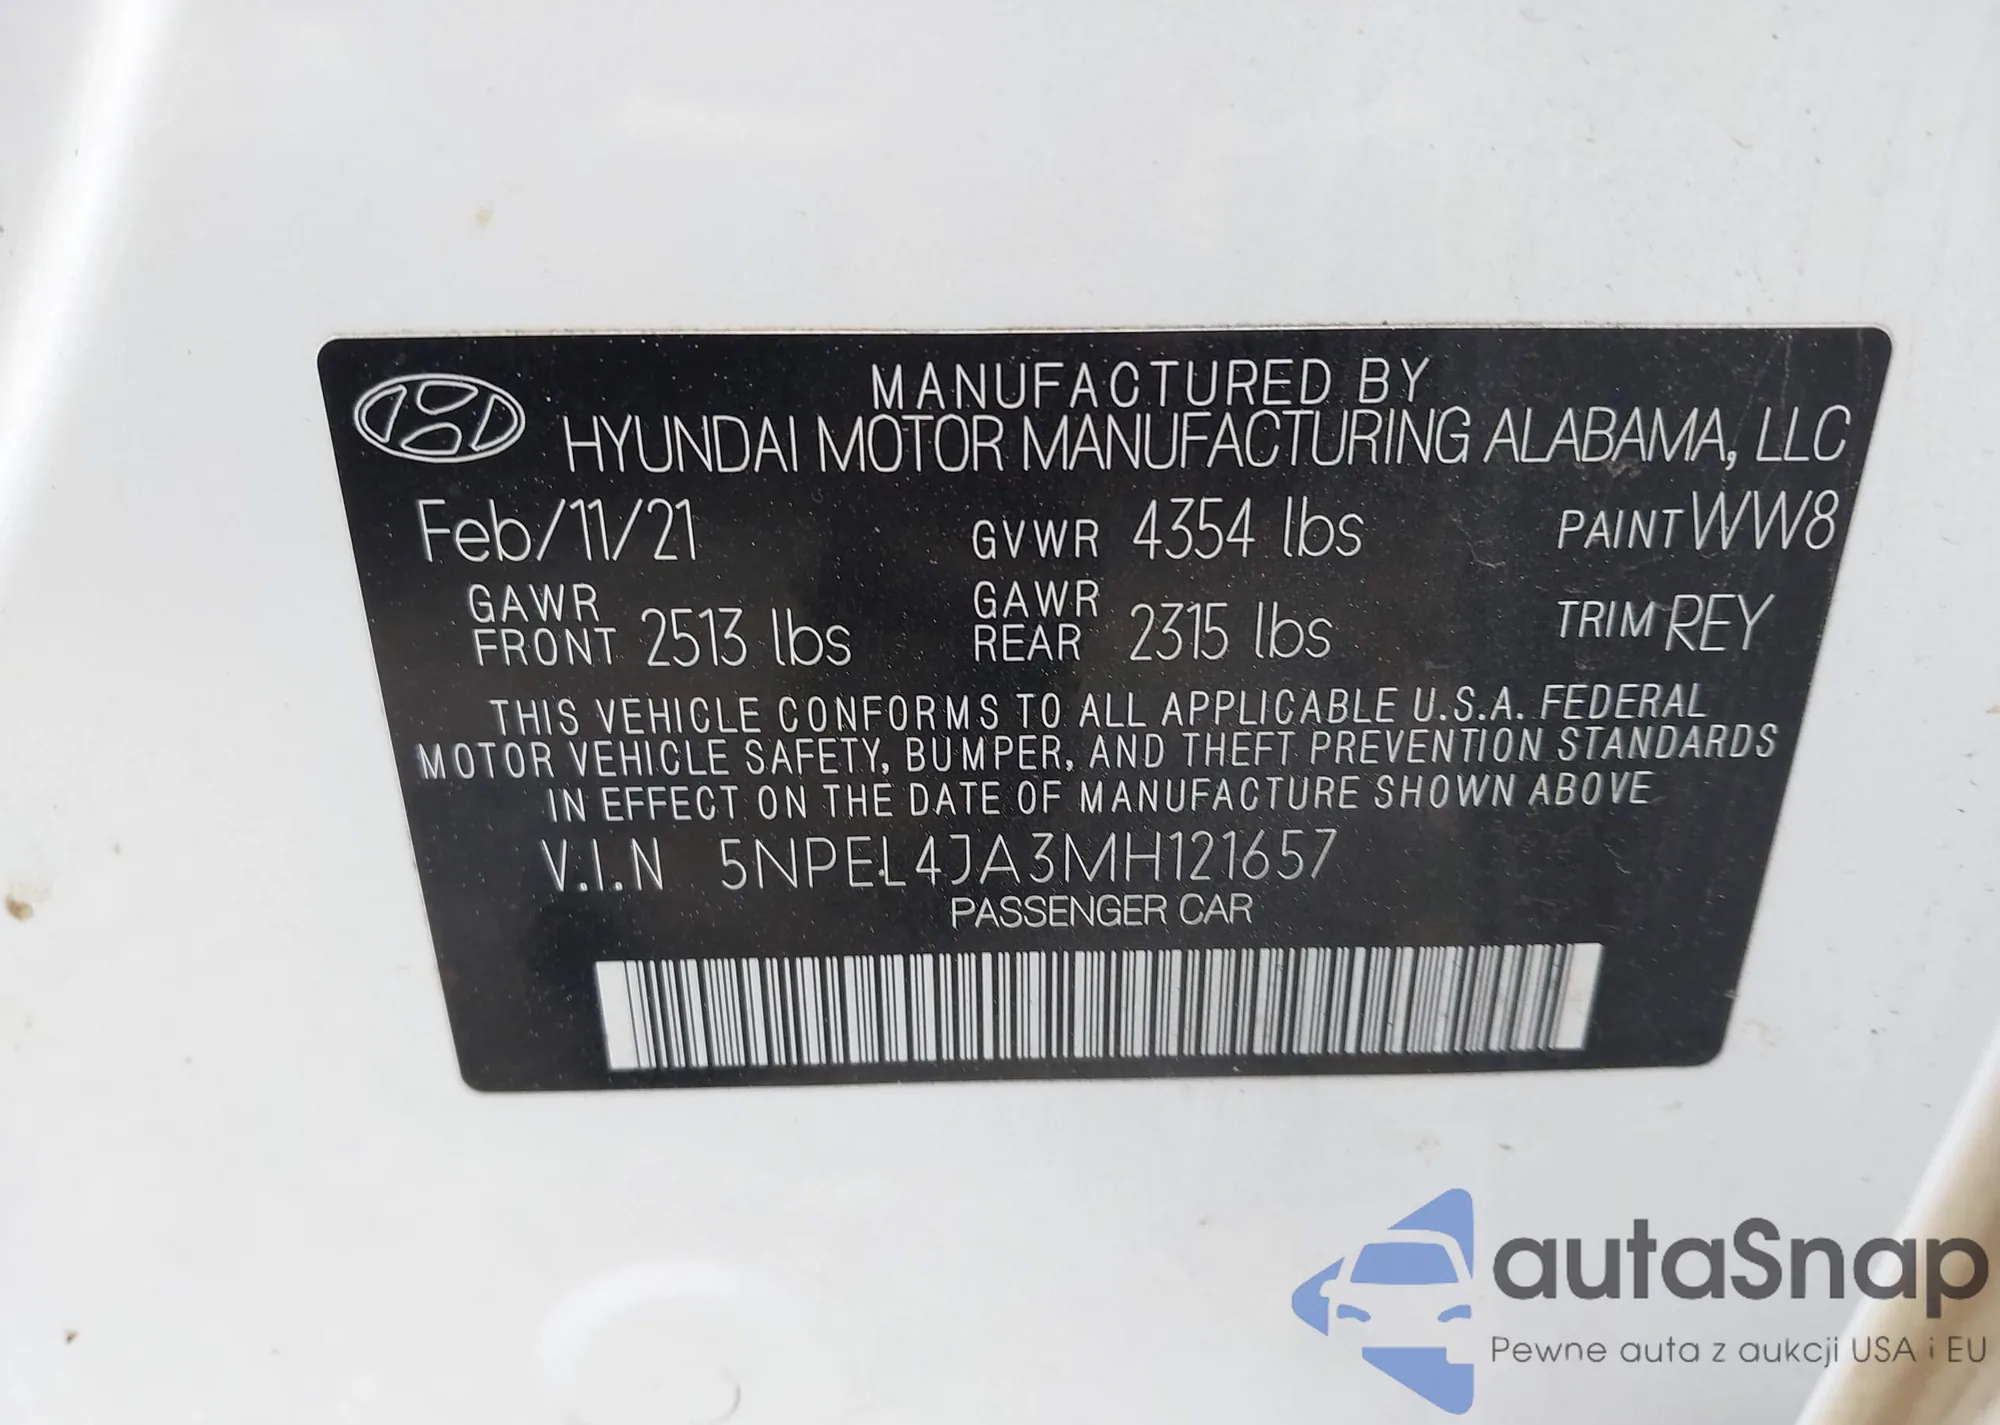 MANUFACTURED BY
HYUNDAI MOTOR MANUFACTURING ALABAMA, LLC
Feb/11/21 GVWR 4354 lbs PAINT WW8
GAWR FRONT 2513 lbs GAWR REAR 2315 lbs TRIM REY
THIS VEHICLE CONFORMS TO ALL APPLICABLE U.S.A. FEDERAL
MOTOR VEHICLE SAFETY, BUMPER, AND THEFT PREVENTION STANDARDS
IN EFFECT ON THE DATE OF MANUFACTURE SHOWN ABOVE
V.I.N 5NPEL4JA3MH121657
PASSENGER CAR
autaSnap
Pewne auta z aukcji USA i EU